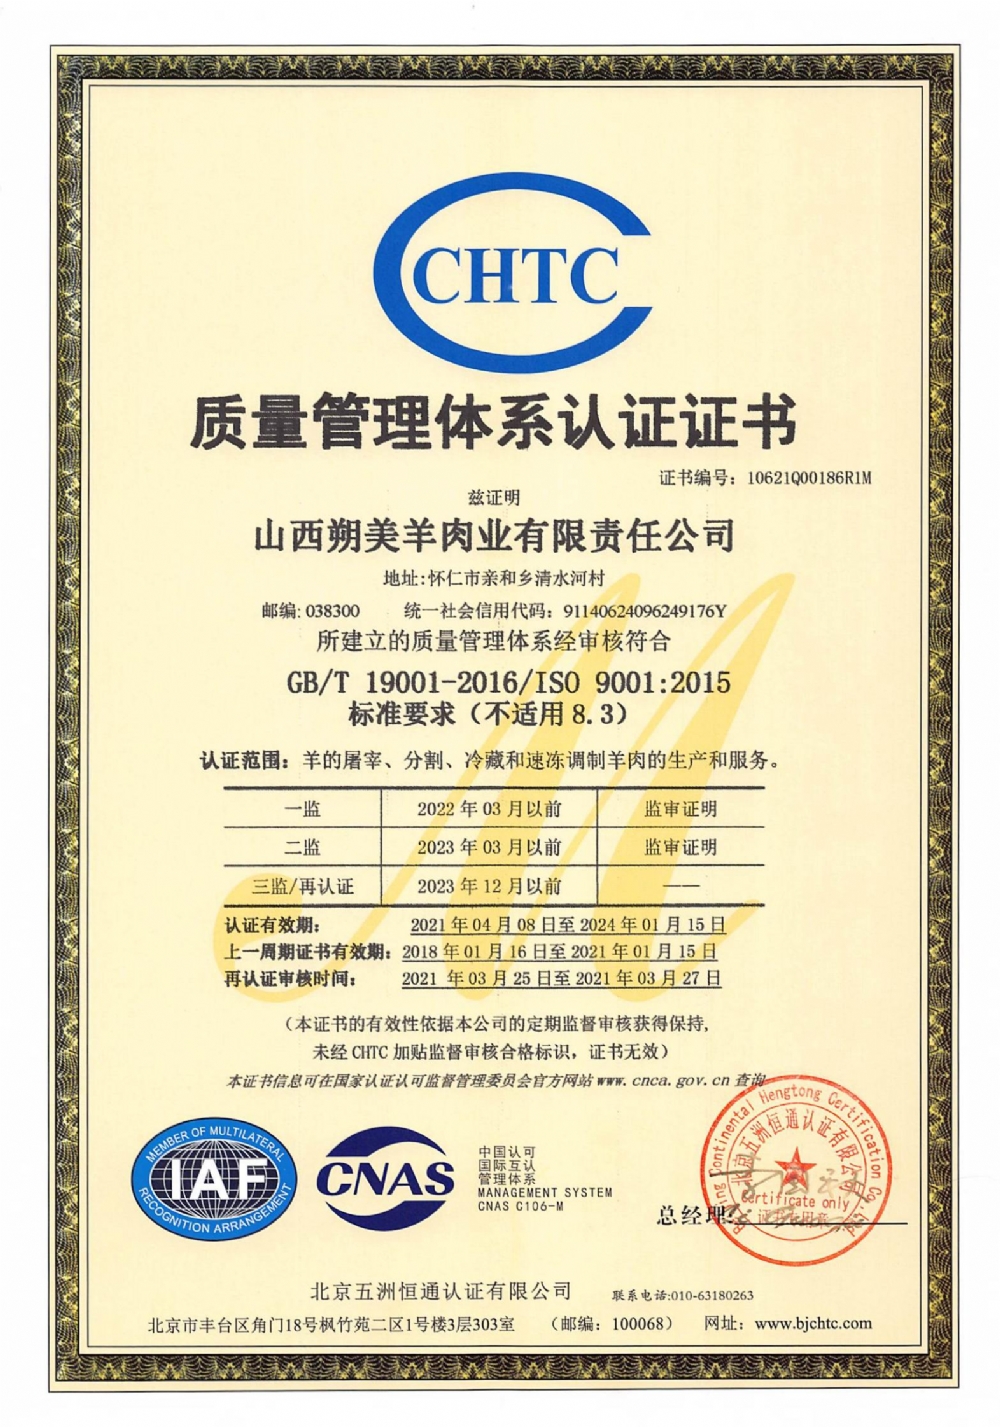 CHTC
质量管理体系认证证书
证书编号：10621Q00186R1M
兹证明
山西朔美羊肉业有限责任公司
地址:怀仁市亲和乡清水河村
邮编: 038300 统一社会信用代码：91140624096249176Y
所建立的质量管理体系经审核符合
GB/T 19001-2016/ISO 9001:2015
标准要求（不适用 8.3）
认证范围：羊的屠宰、分割、冷藏和速冻调制羊肉的生产和服务。
一监 2022 年 03 月以前 监审证明
二监 2023 年 03 月以前 监审证明
三监/再认证 2023 年 12 月以前 ——
认证有效期： 2021 年 04 月 08 日至 2024 年 01 月 15 日
上一周期证书有效期： 2018 年 01 月 16 日至 2021 年 01 月 15 日
再认证审核时间： 2021 年 03 月 25 日至 2021 年 03 月 27 日
（本证书的有效性依据本公司的定期监督审核获得保持,
未经 CHTC 加贴监督审核合格标识，证书无效）
本证书信息可在国家认证认可监督管理委员会官方网站 www.cnca.gov.cn 查询
MEMBER OF MULTILATERAL
IAF
RECOGNITION ARRANGEMENT
CNAS
中国认可
国际互认
管理体系
MANAGEMENT SYSTEM
CNAS C106-M
总经理:
Continental Hengtong Certification Co.,Ltd
北京五洲恒通认证有限公司
Certificate only
证书专用章
北京五洲恒通认证有限公司 联系电话:010-63180263
北京市丰台区角门18号枫竹苑二区1号楼3层303室 （邮编：100068） 网址：www.bjchtc.com